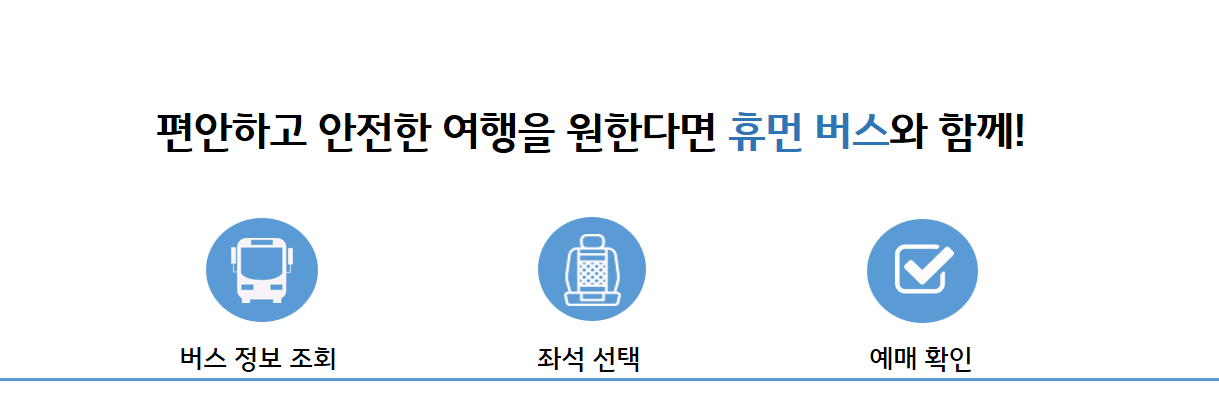 편안하고 안전한 여행을 원한다면 휴먼 버스와 함께!
버스 정보 조회
좌석 선택
예매 확인